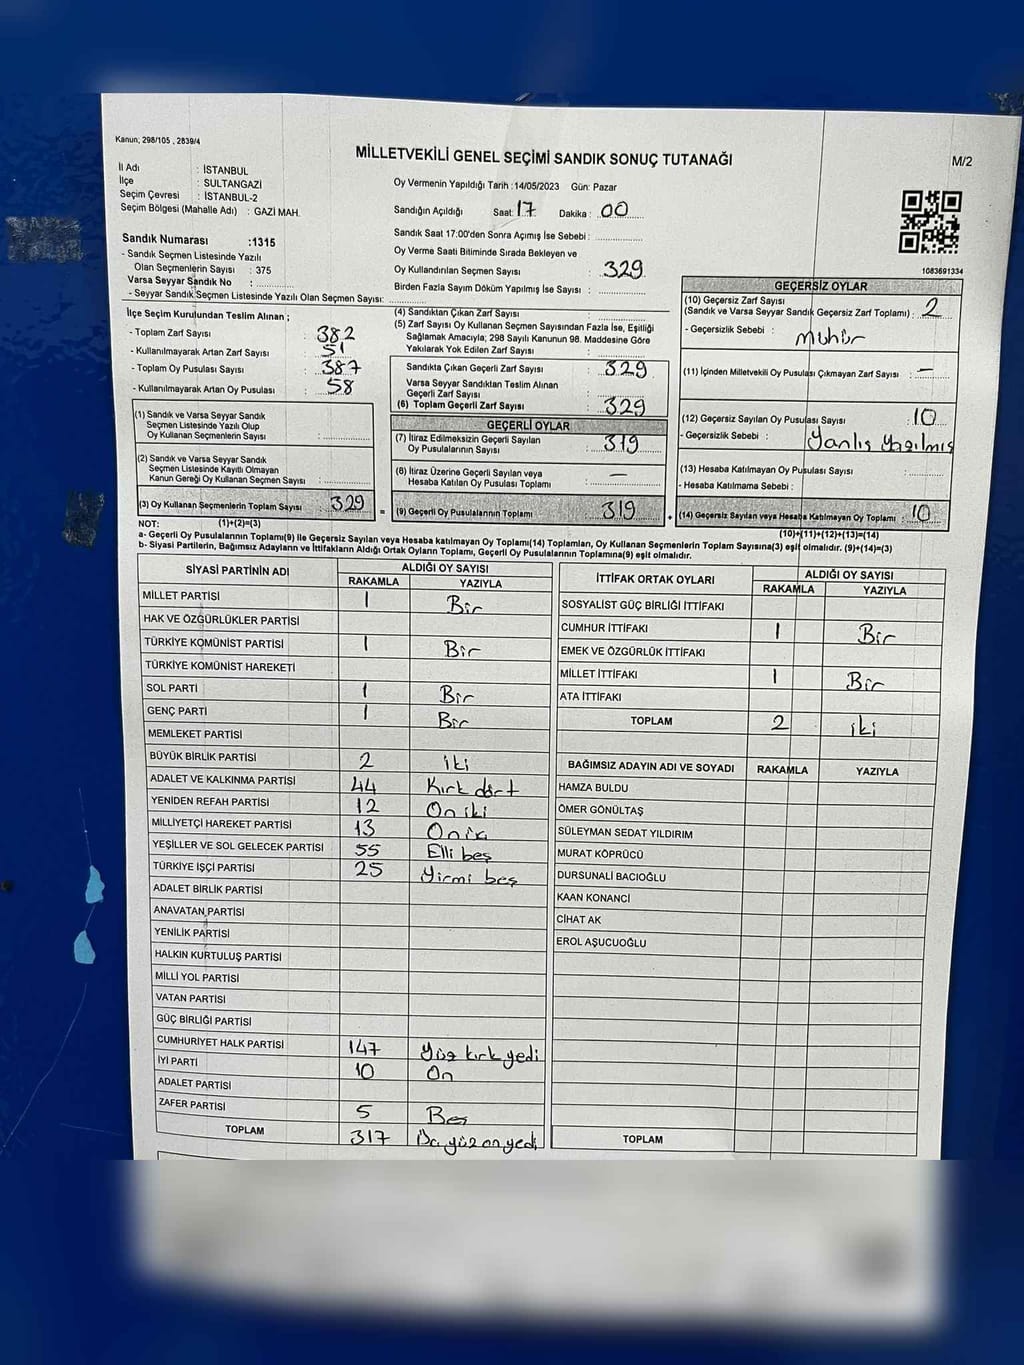 Kanun; 298/105 , 2839/4
MİLLETVEKİLİ GENEL SEÇİMİ SANDIK SONUÇ TUTANAĞI
M/2
İl Adı : İSTANBUL
İlçe : SULTANGAZİ
Seçim Çevresi : İSTANBUL-2
Seçim Bölgesi (Mahalle Adı) : GAZİ MAH.
Oy Vermenin Yapıldığı Tarih :14/05/2023 Gün: Pazar
Sandığın Açıldığı Saat: 17 Dakika : 00
Sandık Saat 17:00'den Sonra Açımış İse Sebebi :
Sandık Numarası :1315
- Sandık Seçmen Listesinde Yazılı
Olan Seçmenlerin Sayısı : 375
Varsa Seyyar Sandık No :
- Seyyar Sandık Seçmen Listesinde Yazılı Olan Seçmen Sayısı:
Oy Verme Saati Bitiminde Sırada Bekleyen ve
Oy Kullandırılan Seçmen Sayısı : 329
Birden Fazla Sayım Döküm Yapılmış İse Sayısı :
1083691334
İlçe Seçim Kurulundan Teslim Alınan ;
- Toplam Zarf Sayısı : 382
- Kullanılmayarak Artan Zarf Sayısı : 51
- Toplam Oy Pusulası Sayısı : 387
- Kullanılmayarak Artan Oy Pusulası : 58
(1) Sandık ve Varsa Seyyar Sandık
Seçmen Listesinde Yazılı Olup
Oy Kullanan Seçmenlerin Sayısı :
(2) Sandık ve Varsa Seyyar Sandık
Seçmen Listesinde Kayıtlı Olmayan
Kanun Gereği Oy Kullanan Seçmen Sayısı :
(3) Oy Kullanan Seçmenlerin Toplam Sayısı : 329
(1)+(2)=(3)
(4) Sandıktan Çıkan Zarf Sayısı :
(5) Zarf Sayısı Oy Kullanan Seçmen Sayısından Fazla İse, Eşitliği
Sağlamak Amacıyla; 298 Sayılı Kanunun 98. Maddesine Göre
Yakılarak Yok Edilen Zarf Sayısı :
Sandıkta Çıkan Geçerli Zarf Sayısı : 329
Varsa Seyyar Sandıktan Teslim Alınan
Geçerli Zarf Sayısı :
(6) Toplam Geçerli Zarf Sayısı : 329
GEÇERLİ OYLAR
(7) İtiraz Edilmeksizin Geçerli Sayılan
Oy Pusulalarının Sayısı : 319
(8) İtiraz Üzerine Geçerli Sayılan veya
Hesaba Katılan Oy Pusulası Toplamı : —
= (9) Geçerli Oy Pusulalarının Toplamı : 319
GEÇERSİZ OYLAR
(10) Geçersiz Zarf Sayısı
(Sandık ve Varsa Seyyar Sandık Geçersiz Zarf Toplamı) : 2
- Geçersizlik Sebebi : Mühür
(11) İçinden Milletvekili Oy Pusulası Çıkmayan Zarf Sayısı : —
(12) Geçersiz Sayılan Oy Pusulası Sayısı : 10
- Geçersizlik Sebebi : Yanlış Yazılmış
(13) Hesaba Katılmayan Oy Pusulası Sayısı :
- Hesaba Katılmama Sebebi :
(14) Geçersiz Sayılan veya Hesaba Katılmayan Oy Toplamı : 10
(10)+(11)+(12)+(13)=(14)
NOT:
a- Geçerli Oy Pusulalarının Toplamı(9) ile Geçersiz Sayılan veya Hesaba katılmayan Oy Toplamı(14) Toplamları, Oy Kullanan Seçmenlerin Toplam Sayısına(3) eşit olmalıdır. (9)+(14)=(3)
b- Siyasi Partilerin, Bağımsız Adayların ve İttifakların Aldığı Ortak Oyların Toplamı, Geçerli Oy Pusulalarının Toplamına(9) eşit olmalıdır.
SİYASİ PARTİNİN ADI ALDIĞI OY SAYISI
RAKAMLA YAZIYLA
MİLLET PARTİSİ 1 Bir
HAK VE ÖZGÜRLÜKLER PARTİSİ
TÜRKİYE KOMÜNİST PARTİSİ 1 Bir
TÜRKİYE KOMÜNİST HAREKETİ
SOL PARTİ 1 Bir
GENÇ PARTİ 1 Bir
MEMLEKET PARTİSİ
BÜYÜK BİRLİK PARTİSİ 2 iki
ADALET VE KALKINMA PARTİSİ 44 Kırk dört
YENİDEN REFAH PARTİSİ 12 On iki
MİLLİYETÇİ HAREKET PARTİSİ 13
YEŞİLLER VE SOL GELECEK PARTİSİ 55 Elli beş
TÜRKİYE İŞÇİ PARTİSİ 25 Yirmi beş
ADALET BİRLİK PARTİSİ
ANAVATAN PARTİSİ
YENİLİK PARTİSİ
HALKIN KURTULUŞ PARTİSİ
MİLLİ YOL PARTİSİ
VATAN PARTİSİ
GÜÇ BİRLİĞİ PARTİSİ
CUMHURİYET HALK PARTİSİ 147 Yüz kırk yedi
İYİ PARTİ 10 On
ADALET PARTİSİ
ZAFER PARTİSİ 5 Beş
TOPLAM 317 yüz on yedi
İTTİFAK ORTAK OYLARI ALDIĞI OY SAYISI
RAKAMLA YAZIYLA
SOSYALİST GÜÇ BİRLİĞİ İTTİFAKI
CUMHUR İTTİFAKI 1 Bir
EMEK VE ÖZGÜRLÜK İTTİFAKI
MİLLET İTTİFAKI 1 Bir
ATA İTTİFAKI
TOPLAM 2 iki
BAĞIMSIZ ADAYIN ADI VE SOYADI RAKAMLA YAZIYLA
HAMZA BULDU
ÖMER GÖNÜLTAŞ
SÜLEYMAN SEDAT YILDIRIM
MURAT KÖPRÜCÜ
DURSUNALİ BACIOĞLU
KAAN KONANCİ
CİHAT AK
EROL AŞUCUOĞLU
TOPLAM